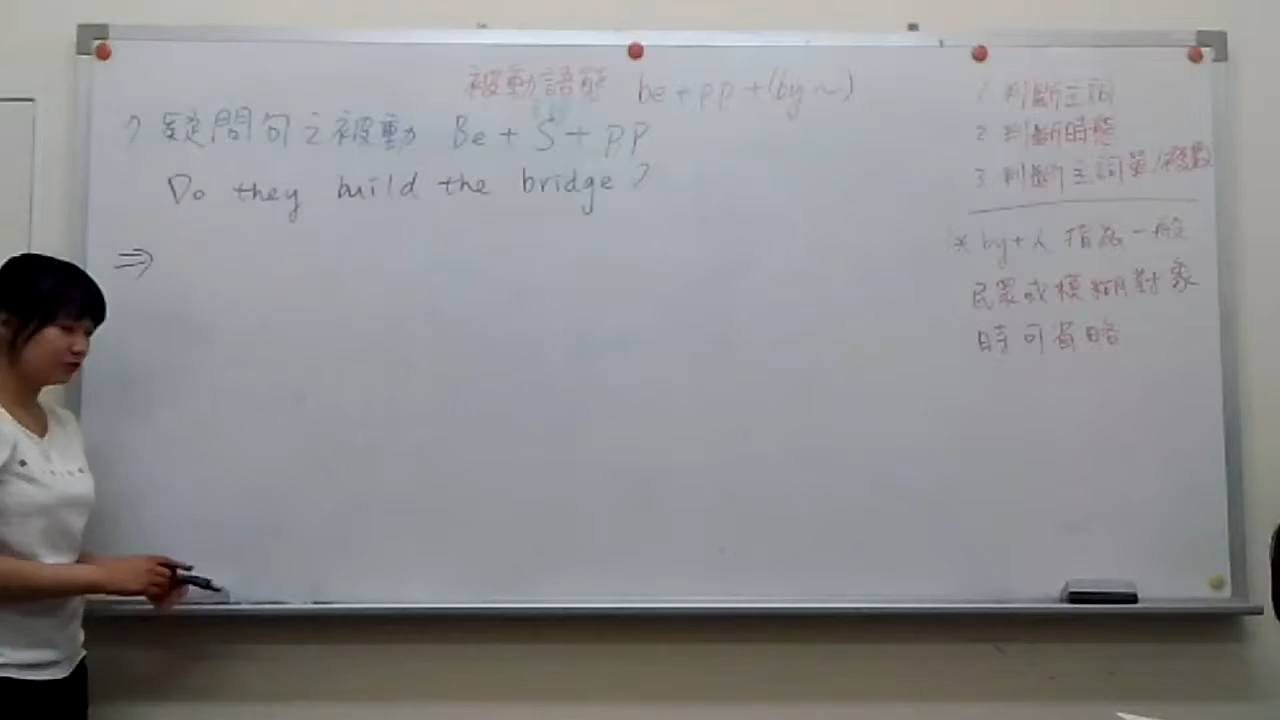 被動語態 be + pp + (by ~)
7 疑問句之被動 Be + S + pp
Do they build the bridge?
⇒
1 判斷主詞
2 判斷時態
3 判斷主詞單/複數
* by+人 指為一般
民眾或模糊對象
時可省略